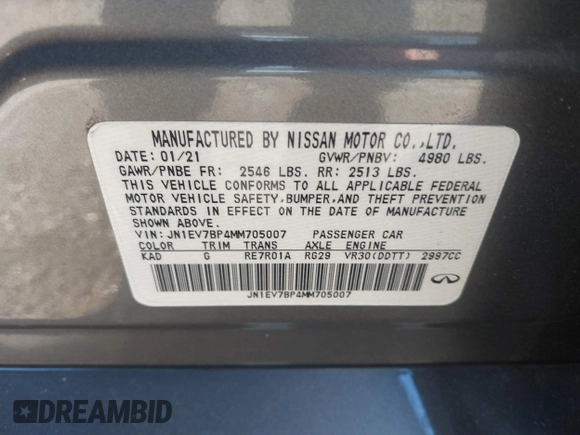 MANUFACTURED BY NISSAN MOTOR CO.,LTD.
DATE: 01/21 GVWR/PNBV: 4980 LBS.
GAWR/PNBE FR: 2546 LBS. RR: 2513 LBS.
THIS VEHICLE CONFORMS TO ALL APPLICABLE FEDERAL
MOTOR VEHICLE SAFETY,BUMPER,AND THEFT PREVENTION
STANDARDS IN EFFECT ON THE DATE OF MANUFACTURE
SHOWN ABOVE.
VIN: JN1EV7BP4MM705007 PASSENGER CAR
COLOR TRIM TRANS AXLE ENGINE
KAD G RE7R01A RG29 VR30(DDTT) 2997CC
JN1EV7BP4MM705007
INFINITI
DREAMBID